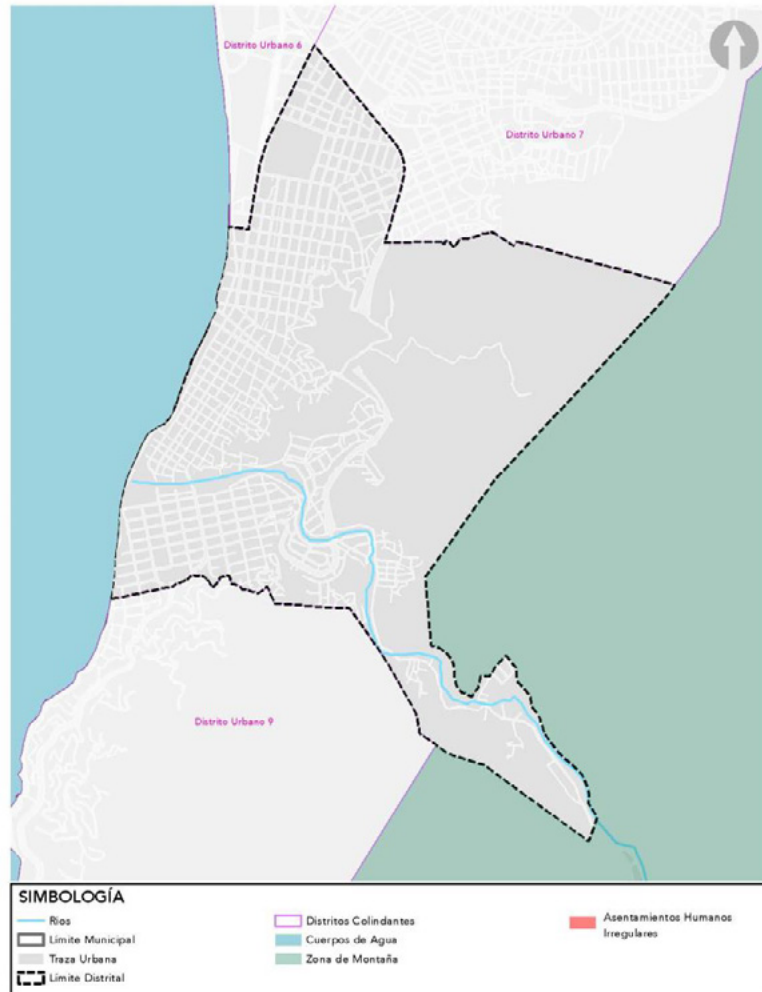 Distrito Urbano 6
Distrito Urbano 7
Distrito Urbano 9
SIMBOLOGÍA
Ríos
Límite Municipal
Traza Urbana
Límite Distrital
Distritos Colindantes
Cuerpos de Agua
Zona de Montaña
Asentamientos Humanos
Irregulares